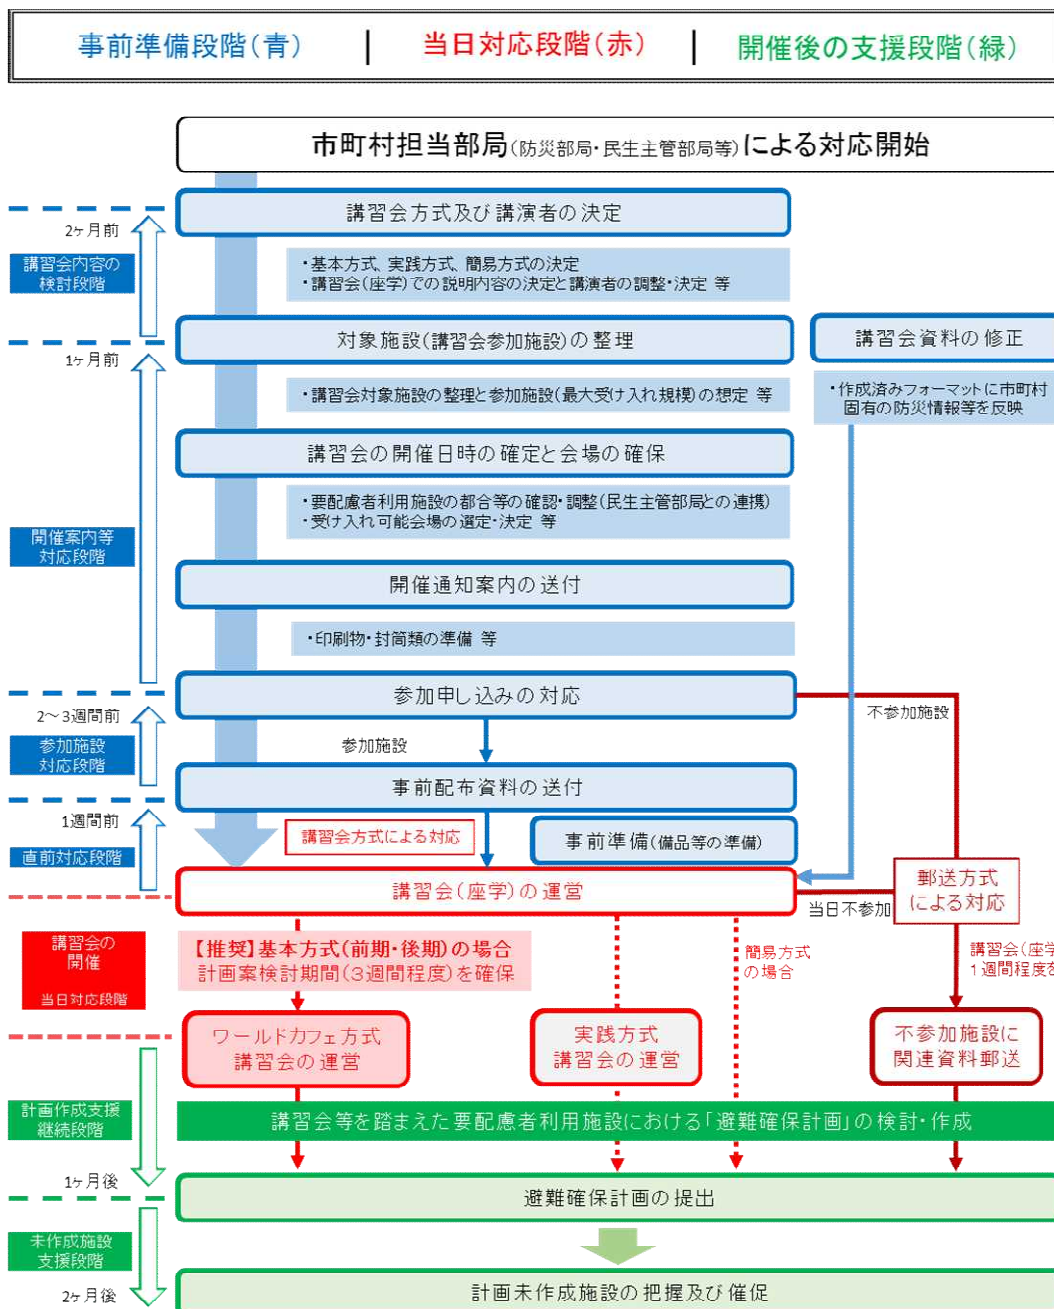 事前準備段階(青) | 当日対応段階(赤) | 開催後の支援段階(緑)
市町村担当部局(防災部局・民生主管部局等)による対応開始
講習会方式及び講演者の決定
2ヶ月前
講習会内容の
検討段階
・基本方式、実践方式、簡易方式の決定
・講習会(座学)での説明内容の決定と講演者の調整・決定 等
対象施設(講習会参加施設)の整理
講習会資料の修正
1ヶ月前
・講習会対象施設の整理と参加施設(最大受け入れ規模)の想定 等
・作成済みフォーマットに市町村
固有の防災情報等を反映
講習会の開催日時の確定と会場の確保
・要配慮者利用施設の都合等の確認・調整(民生主管部局との連携)
・受け入れ可能会場の選定・決定 等
開催案内等
対応段階
開催通知案内の送付
・印刷物・封筒類の準備 等
参加申し込みの対応
2～3週間前
不参加施設
参加施設
対応段階
参加施設
事前配布資料の送付
1週間前
直前対応段階
講習会方式による対応
事前準備(備品等の準備)
講習会(座学)の運営
当日不参加
郵送方式
による対応
講習会の
開催
当日対応段階
【推奨】基本方式(前期・後期)の場合
計画案検討期間(3週間程度)を確保
簡易方式
の場合
講習会(座学
1週間程度を
ワールドカフェ方式
講習会の運営
実践方式
講習会の運営
不参加施設に
関連資料郵送
計画作成支援
継続段階
講習会等を踏まえた要配慮者利用施設における「避難確保計画」の検討・作成
1ヶ月後
避難確保計画の提出
未作成施設
支援段階
2ヶ月後
計画未作成施設の把握及び催促